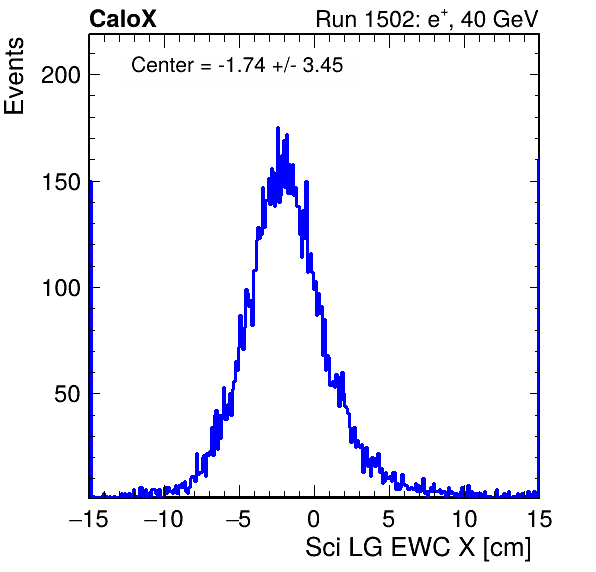 CaloX Run 1502: e⁺, 40 GeV
Center = -1.74 +/- 3.45
Events
200
150
100
50
−15 −10 −5 0 5 10 15
Sci LG EWC X [cm]